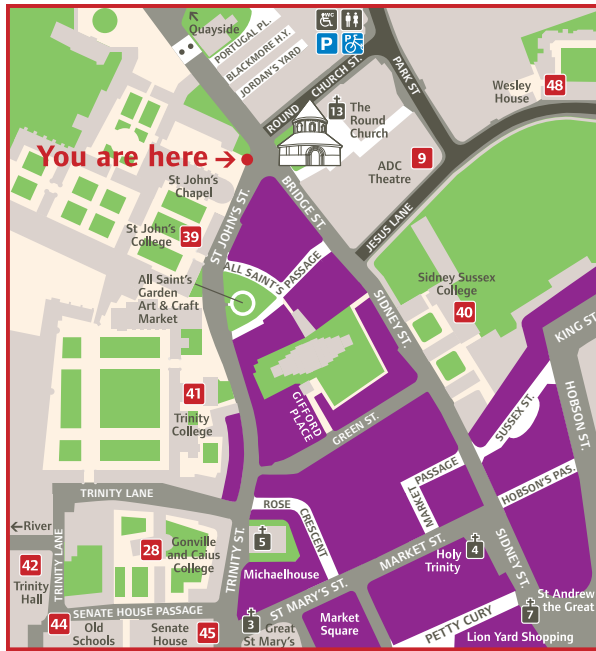 Quayside
PORTUGAL PL.
BLACKMORE H.Y.
JORDAN'S YARD
WC
P
P
ROUND CHURCH ST.
PARK ST
Wesley
House
48
13
The
Round
Church
You are here
ADC
Theatre
9
St John's
Chapel
BRIDGE ST.
JESUS LANE
St John's
College
39
ST JOHN'S ST.
ALL SAINT'S
PASSAGE
All Saint's
Garden
Art & Craft
Market
Sidney Sussex
College
40
SIDNEY ST.
KING ST.
41
Trinity
College
GIFFORD
PLACE
GREEN ST.
SUSSEX ST.
HOBSON ST.
TRINITY LANE
ROSE
CRESCENT
MARKET
PASSAGE
HOBSON'S PAS.
River
TRINITY LANE
28
Gonville
and Caius
College
TRINITY ST.
5
Michaelhouse
MARKET ST.
Holy
Trinity
4
SIDNEY ST.
42
Trinity
Hall
ST MARY'S ST.
St Andrew
the Great
7
SENATE HOUSE PASSAGE
44
Old
Schools
Senate
House
45
3
Great
St Mary's
Market
Square
PETTY CURY
Lion Yard Shopping